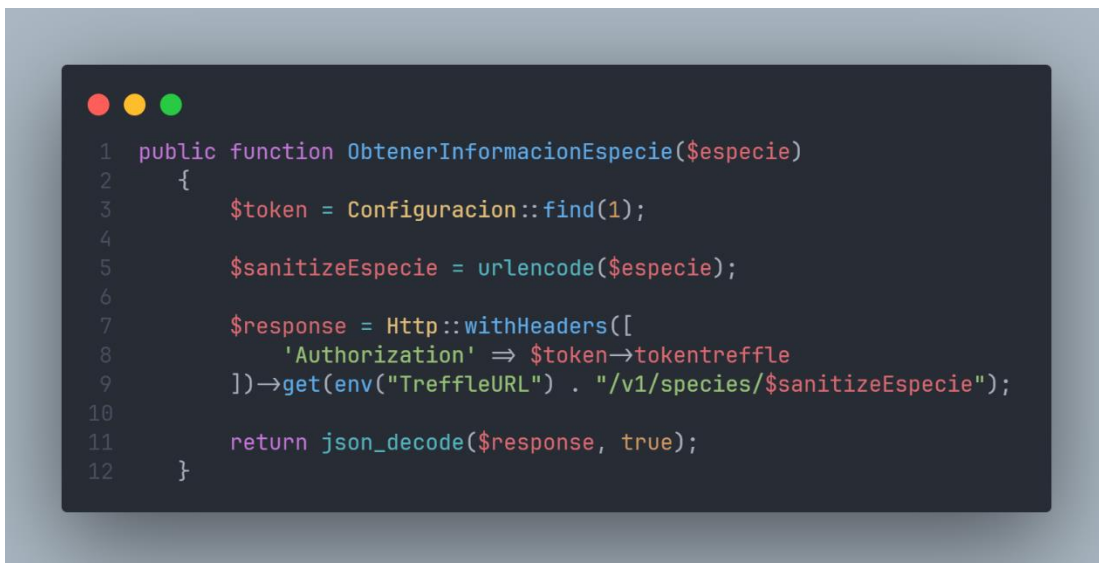 1 public function ObtenerInformacionEspecie($especie)
2 {
3 $token = Configuracion::find(1);
4
5 $sanitizeEspecie = urlencode($especie);
6
7 $response = Http::withHeaders([
8 'Authorization' => $token->tokentreffle
9 ])->get(env("TreffleURL") . "/v1/species/$sanitizeEspecie");
10
11 return json_decode($response, true);
12 }